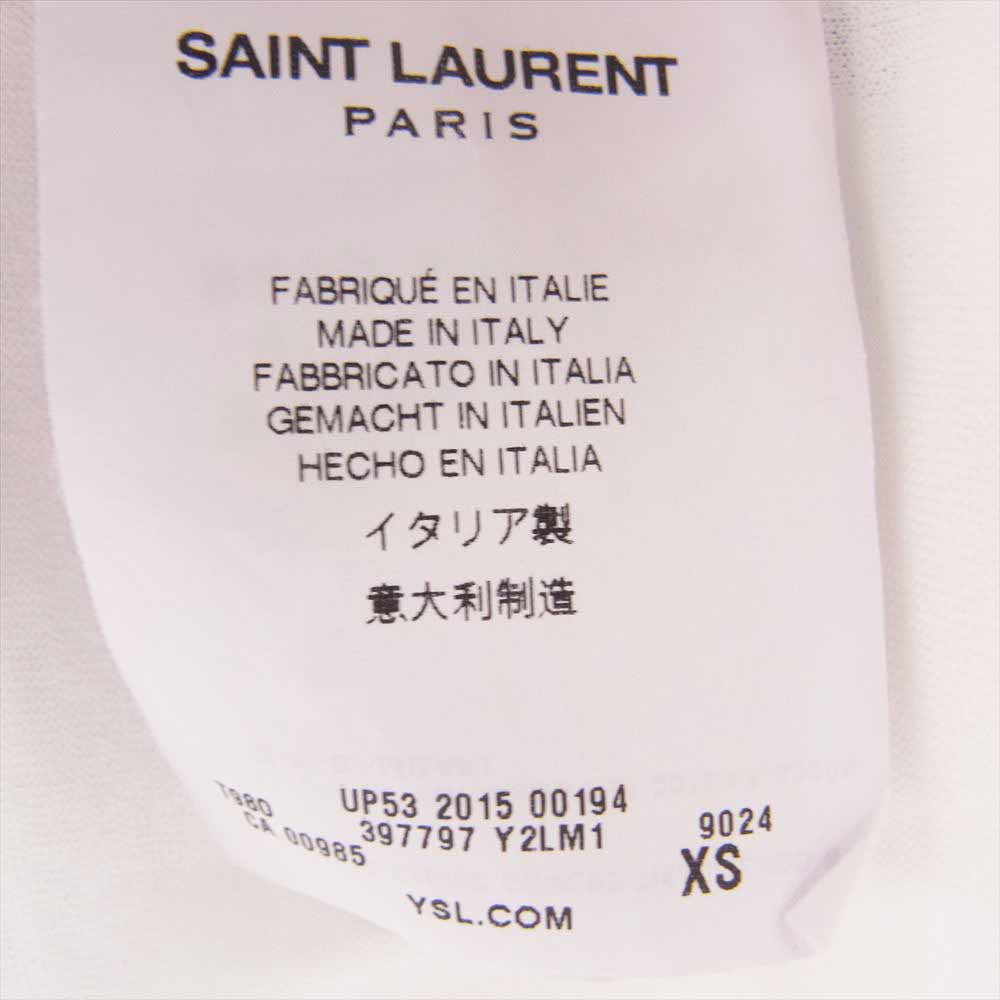 SAINT LAURENT
PARIS
FABRIQUÉ EN ITALIE
MADE IN ITALY
FABBRICATO IN ITALIA
GEMACHT IN ITALIEN
HECHO EN ITALIA
イタリア製
意大利制造
T980 UP53 2015 00194
CA 00985 397797 Y2LM1 9024
XS
YSL.COM